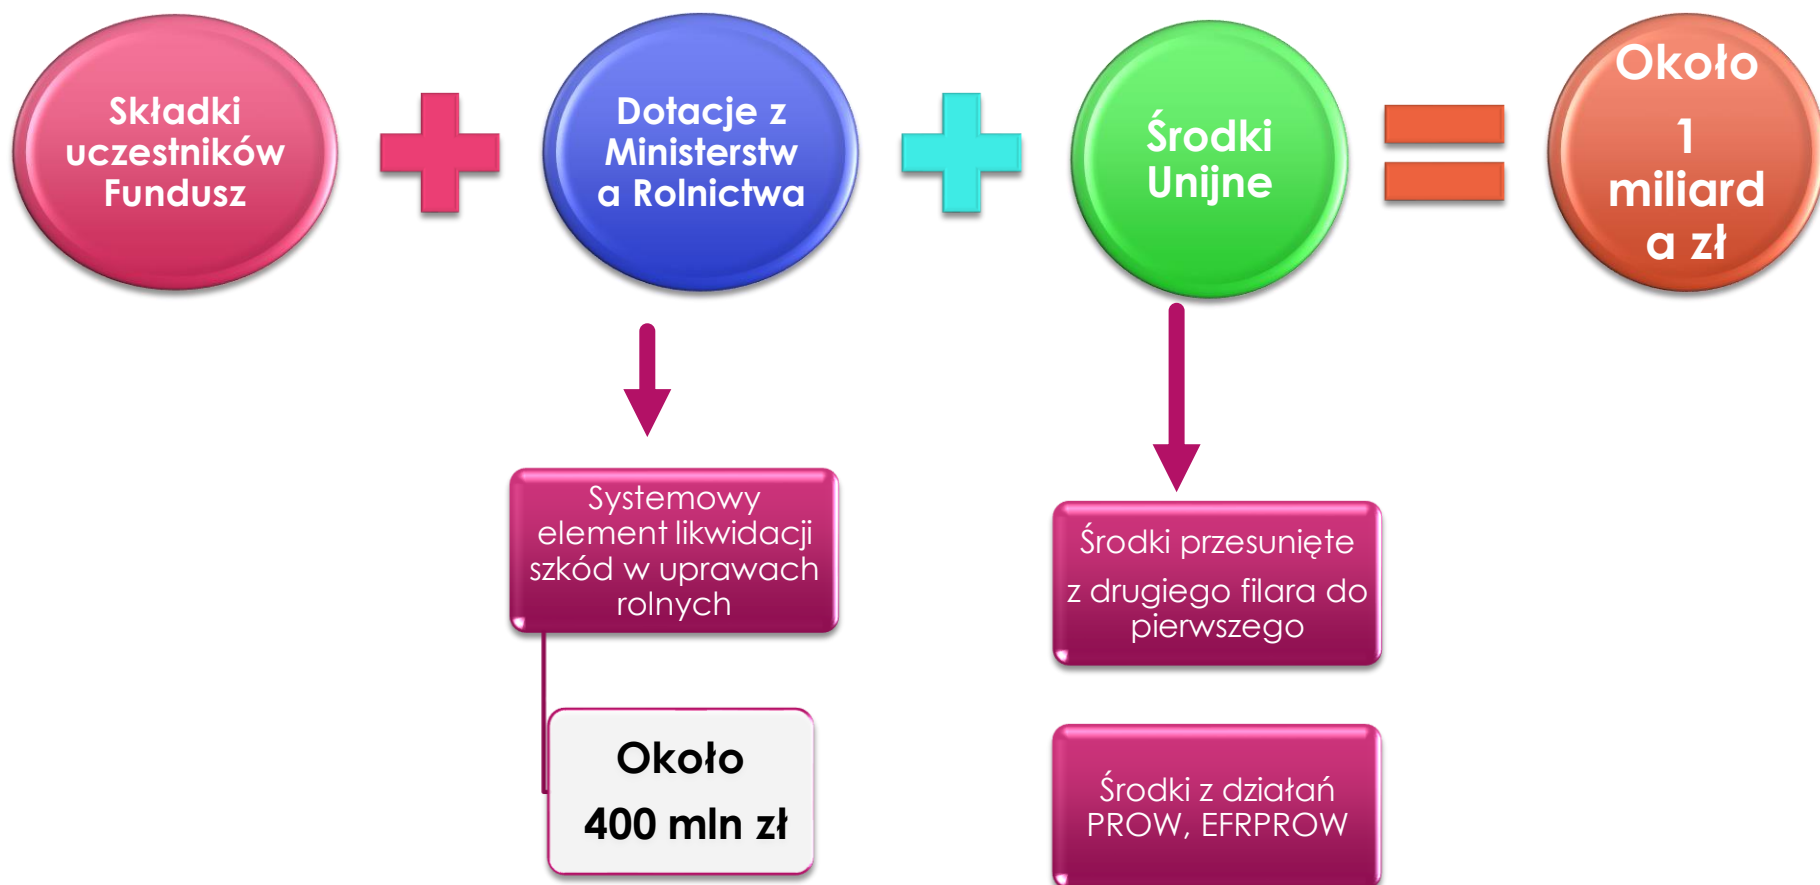 Składki
uczestników
Fundusz
Dotacje z
Ministerstw
a Rolnictwa
Środki
Unijne
Około
1
miliard
a zł
Systemowy
element likwidacji
szkód w uprawach
rolnych
Około
400 mln zł
Środki przesunięte
z drugiego filara do
pierwszego
Środki z działań
PROW, EFRPROW